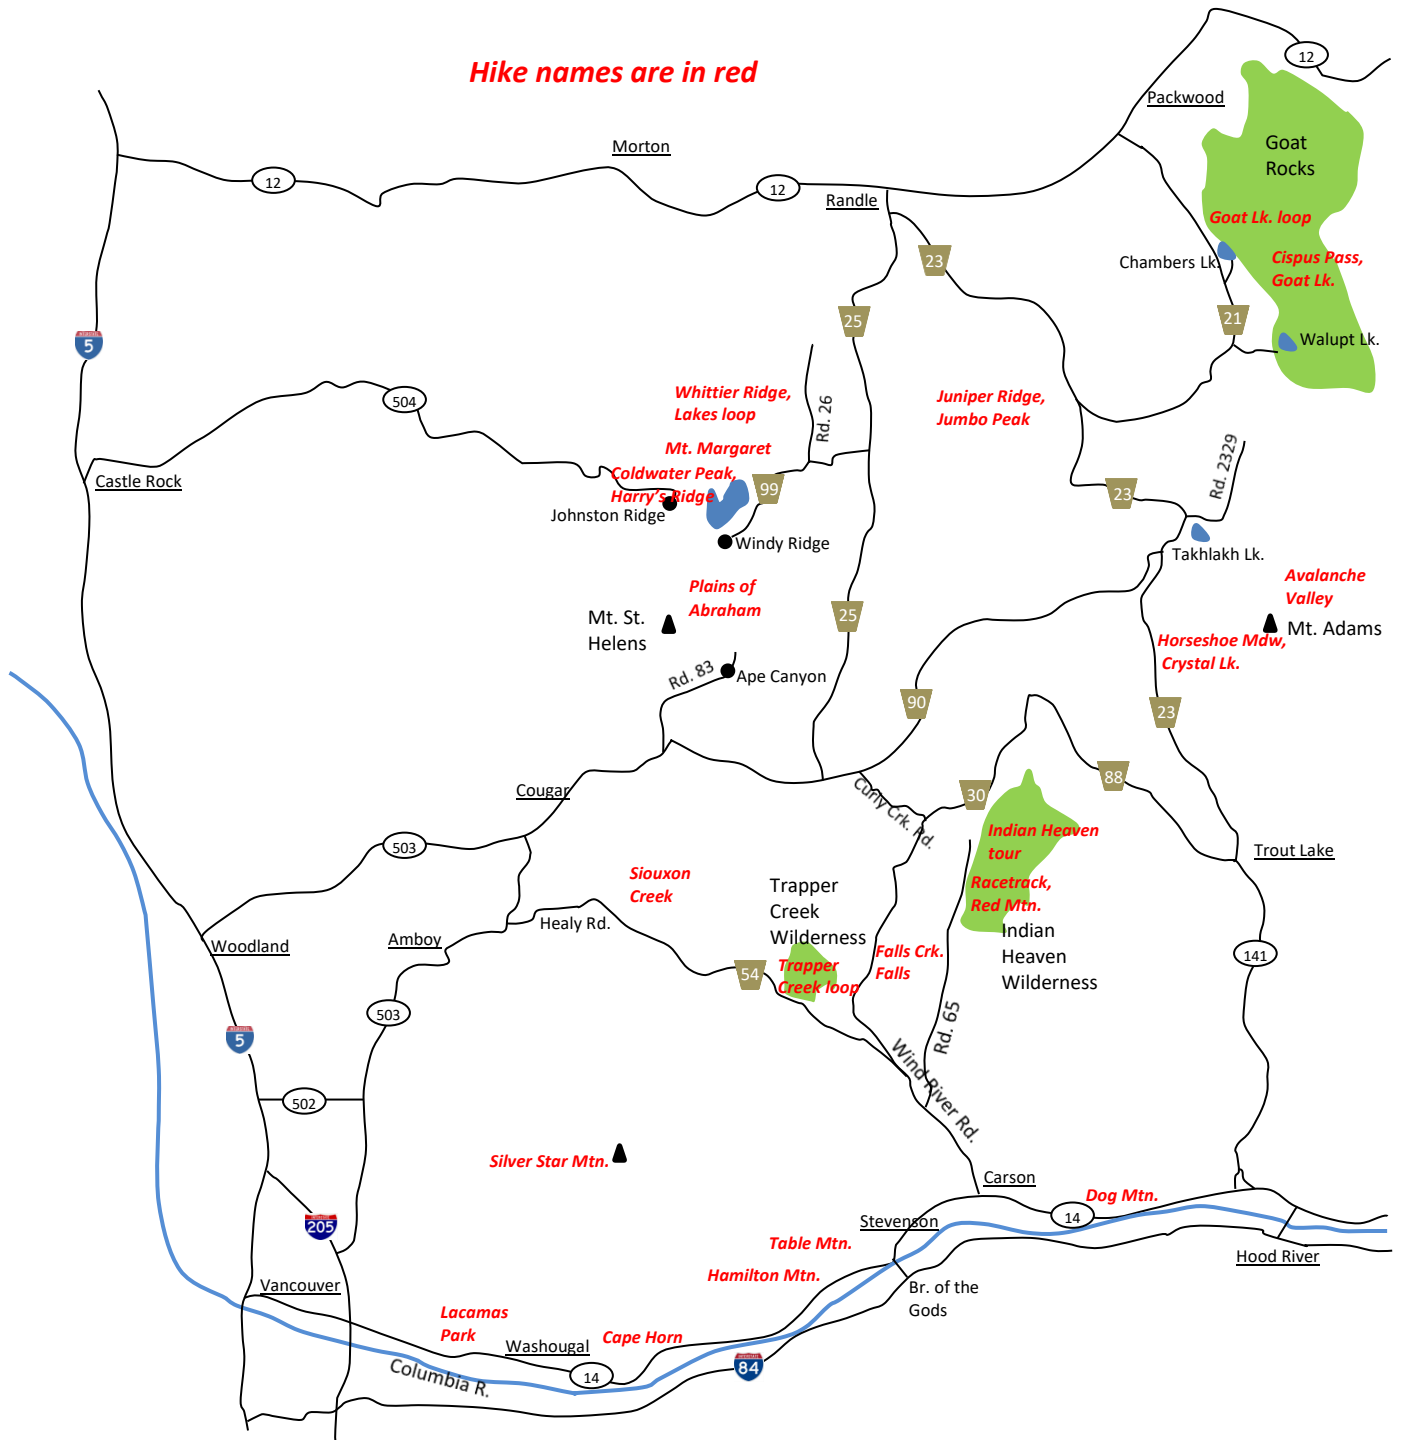 Hike names are in red
12
Packwood
Goat
Rocks
Morton
12
12
Randle
Goat Lk. loop
23
Chambers Lk.
Cispus Pass,
Goat Lk.
25
21
Walupt Lk.
5
504
Whittier Ridge,
Lakes loop
Rd. 26
Juniper Ridge,
Jumbo Peak
Mt. Margaret
Castle Rock
Coldwater Peak,
Harry's Ridge
99
23
Rd. 2329
Johnston Ridge
Windy Ridge
Takhlakh Lk.
Plains of
Abraham
Avalanche
Valley
Mt. St.
Helens
25
Mt. Adams
Horseshoe Mdw,
Crystal Lk.
Rd. 83
Ape Canyon
90
23
Cougar
Curly Crk. Rd.
30
88
503
Indian Heaven
tour
Trout Lake
Siouxon
Creek
Trapper
Creek
Wilderness
Racetrack,
Red Mtn.
Healy Rd.
Indian
Heaven
Wilderness
Woodland
Amboy
Falls Crk.
Falls
141
54
Trapper
Creek loop
503
5
Wind River Rd.
Rd. 65
502
Silver Star Mtn.
Carson
Dog Mtn.
205
14
Stevenson
Table Mtn.
Hood River
Hamilton Mtn.
Vancouver
Br. of the
Gods
Lacamas
Park
Washougal
Cape Horn
84
14
Columbia R.